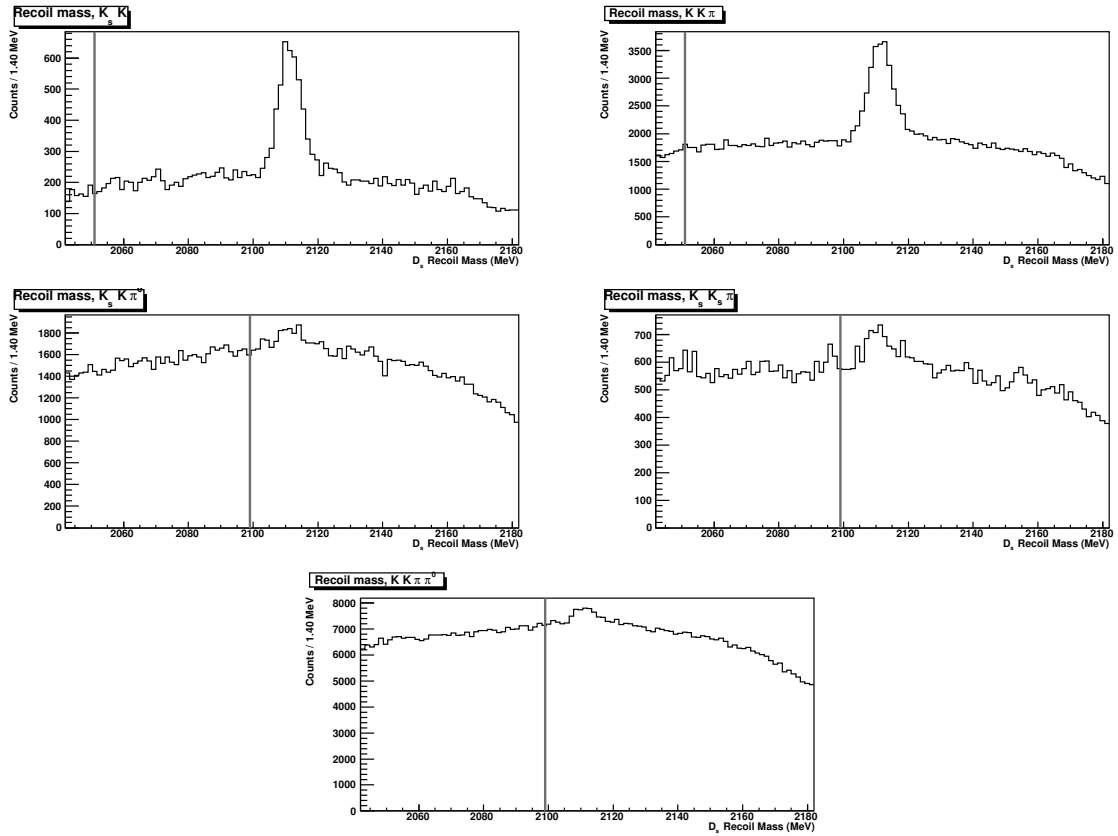 Recoil mass, K_s K
Counts / 1.40 MeV
600
500
400
300
200
100
0
2060 2080 2100 2120 2140 2160 2180
D_s Recoil Mass (MeV)
Recoil mass, K K π
Counts / 1.40 MeV
3500
3000
2500
2000
1500
1000
500
0
2060 2080 2100 2120 2140 2160 2180
D_s Recoil Mass (MeV)
Recoil mass, K_s K π^0
Counts / 1.40 MeV
1800
1600
1400
1200
1000
800
600
400
200
0
2060 2080 2100 2120 2140 2160 2180
D_s Recoil Mass (MeV)
Recoil mass, K_s K_s π
Counts / 1.40 MeV
700
600
500
400
300
200
100
0
2060 2080 2100 2120 2140 2160 2180
D_s Recoil Mass (MeV)
Recoil mass, K K π π^0
Counts / 1.40 MeV
8000
7000
6000
5000
4000
3000
2000
1000
0
2060 2080 2100 2120 2140 2160 2180
D_s Recoil Mass (MeV)